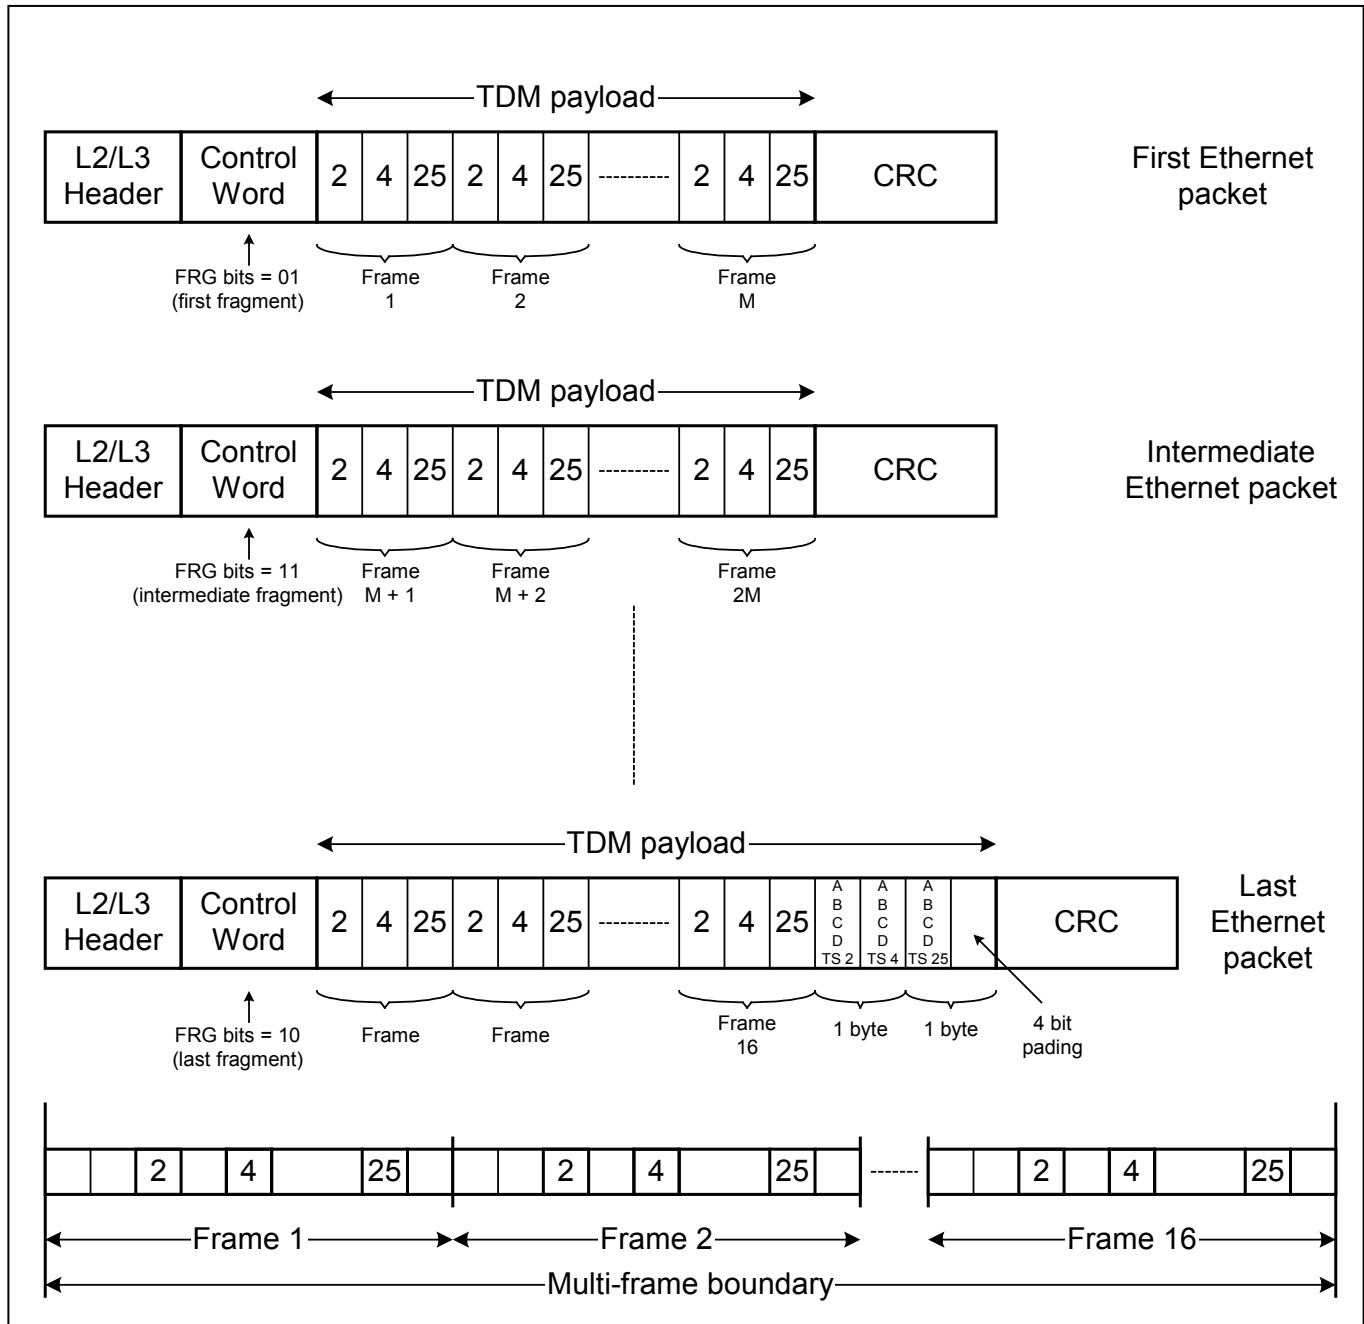 TDM payload
L2/L3
Header
Control
Word
2 4 25 2 4 25 2 4 25
CRC
First Ethernet
packet
FRG bits = 01
(first fragment)
Frame
1
Frame
2
Frame
M
TDM payload
L2/L3
Header
Control
Word
2 4 25 2 4 25 2 4 25
CRC
Intermediate
Ethernet packet
FRG bits = 11
(intermediate fragment)
Frame
M + 1
Frame
M + 2
Frame
2M
TDM payload
L2/L3
Header
Control
Word
2 4 25 2 4 25 2 4 25
A
B
C
D
TS 2
A
B
C
D
TS 4
A
B
C
D
TS 25
CRC
Last
Ethernet
packet
FRG bits = 10
(last fragment)
Frame
Frame
Frame
16
1 byte
1 byte
4 bit
pading
2 4 25 2 4 25 2 4 25
Frame 1
Frame 2
Frame 16
Multi-frame boundary